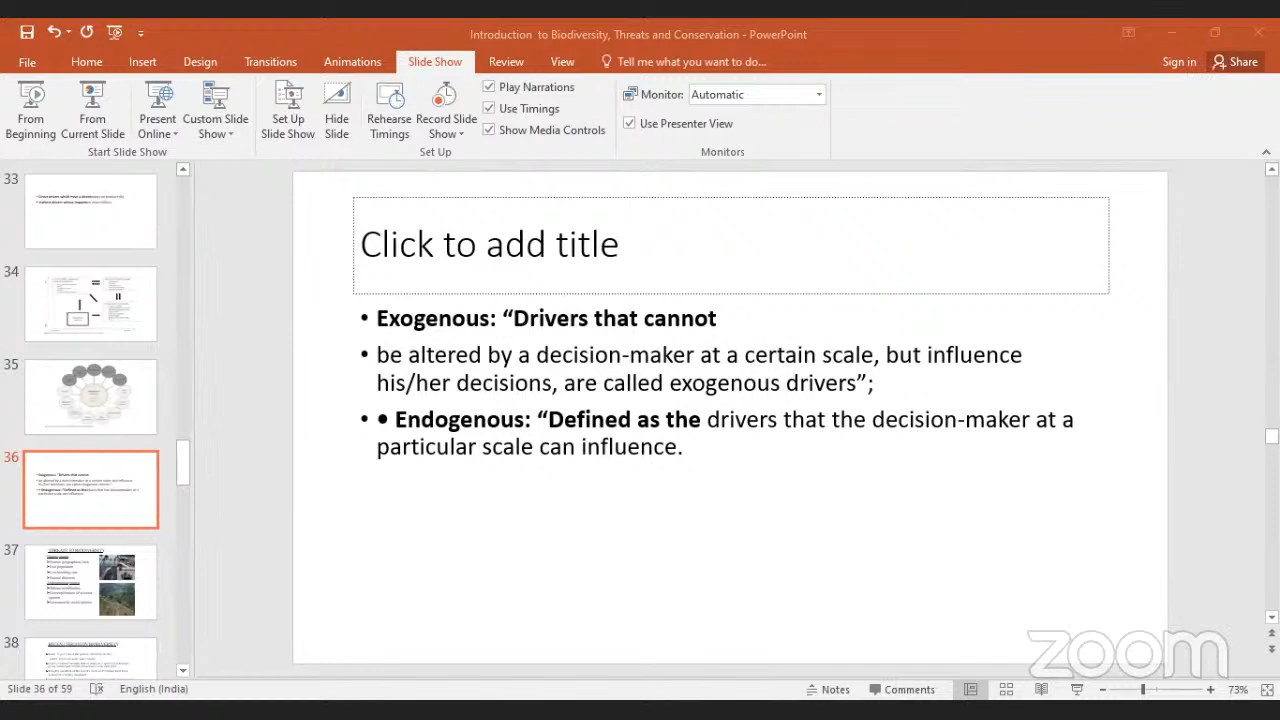 Introduction to Biodiversity, Threats and Conservation - PowerPoint
File Home Insert Design Transitions Animations Slide Show Review View Tell me what you want to do... Sign in Share
From Beginning
From Current Slide
Present Online
Custom Slide Show
Set Up Slide Show
Hide Slide
Rehearse Timings
Record Slide Show
Play Narrations
Use Timings
Show Media Controls
Monitor: Automatic
Use Presenter View
Start Slide Show Set Up Monitors
33
34
35
36
37
38
Click to add title
• Exogenous: “Drivers that cannot
• be altered by a decision-maker at a certain scale, but influence
his/her decisions, are called exogenous drivers”;
• • Endogenous: “Defined as the drivers that the decision-maker at a
particular scale can influence.
zoom
Slide 36 of 59 English (India) Notes Comments 73%